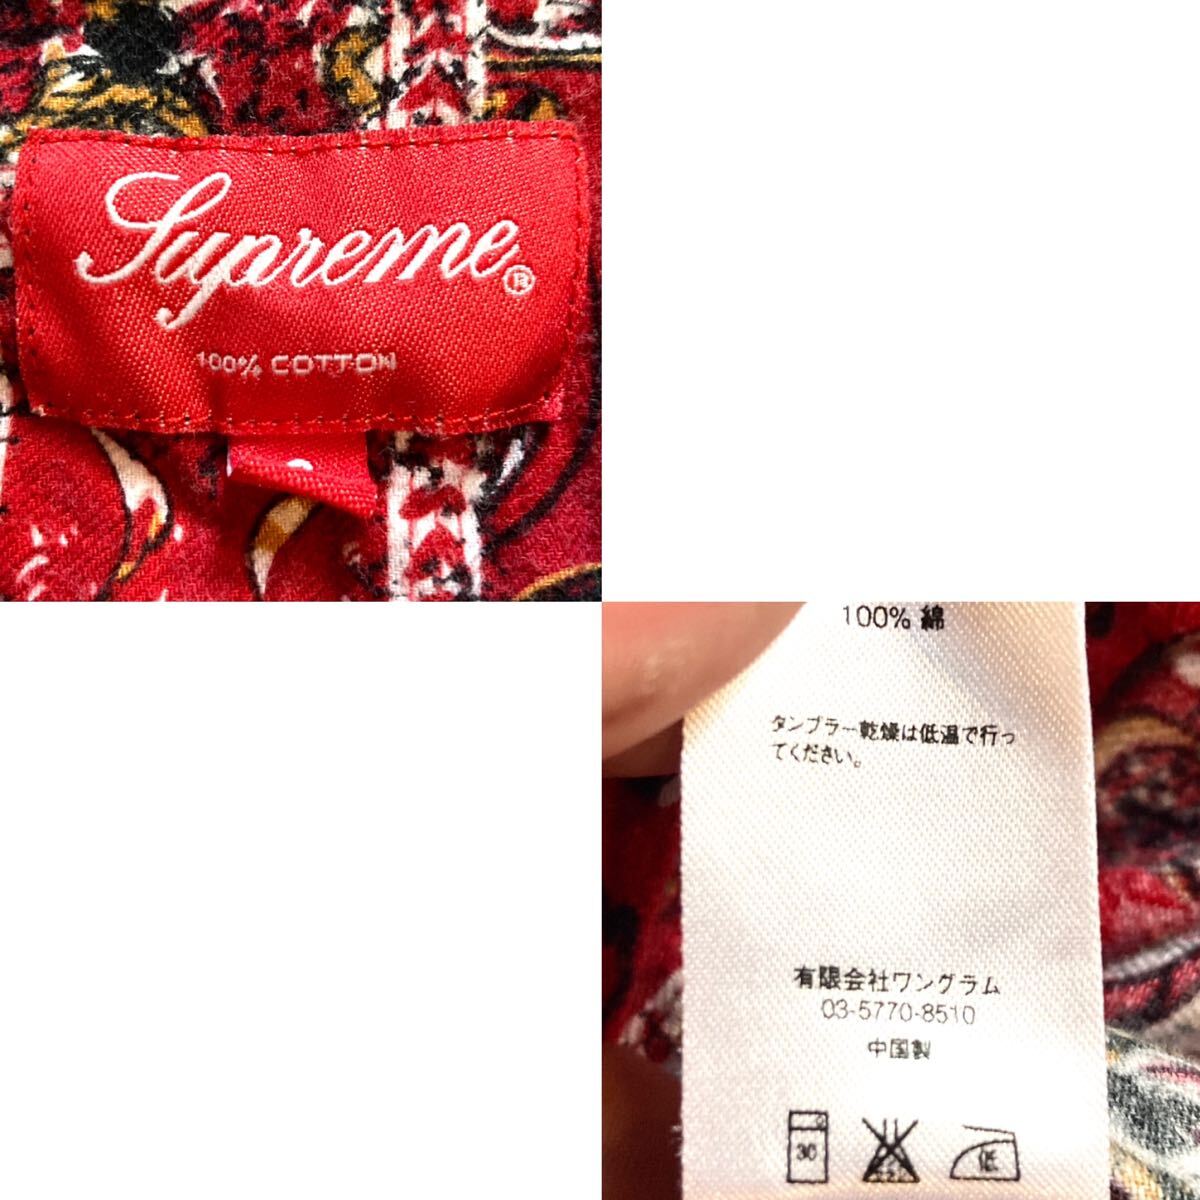 Supreme®
100% COTTON
100% 綿
タンブラー乾燥は低温で行っ
てください。
有限会社ワングラム
03-5770-8510
中国製
30
低